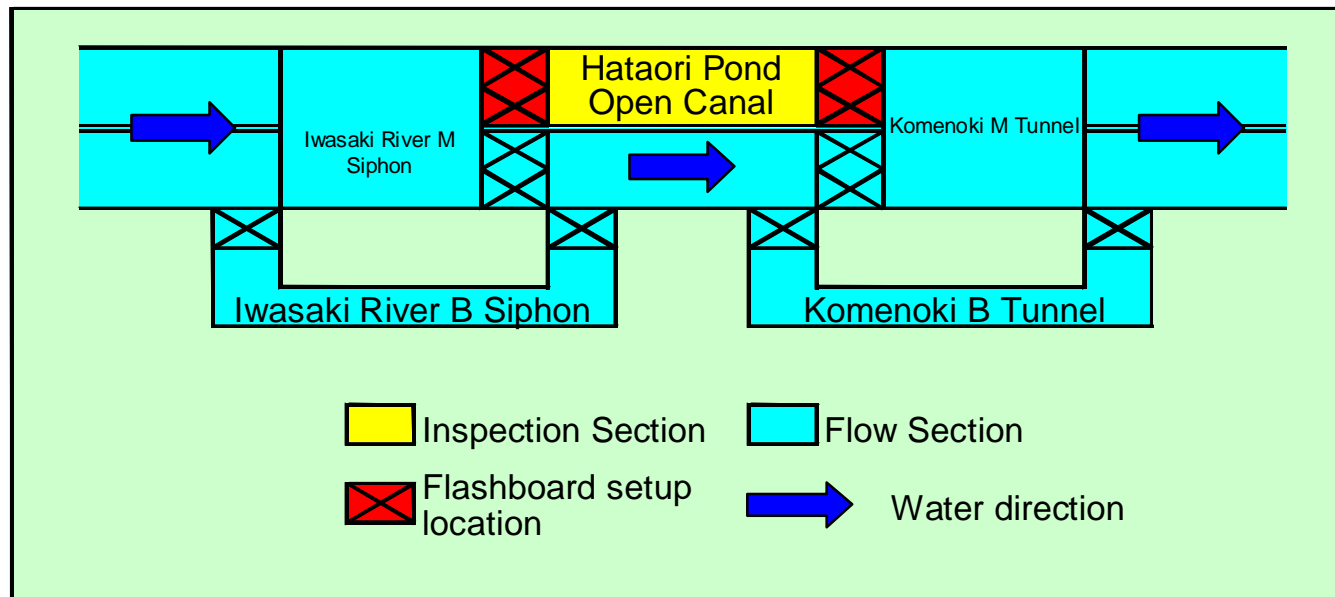 Hataori Pond
Open Canal
Iwasaki River M
Siphon
Komenoki M Tunnel
Iwasaki River B Siphon
Komenoki B Tunnel
Inspection Section
Flow Section
Flashboard setup
location
Water direction